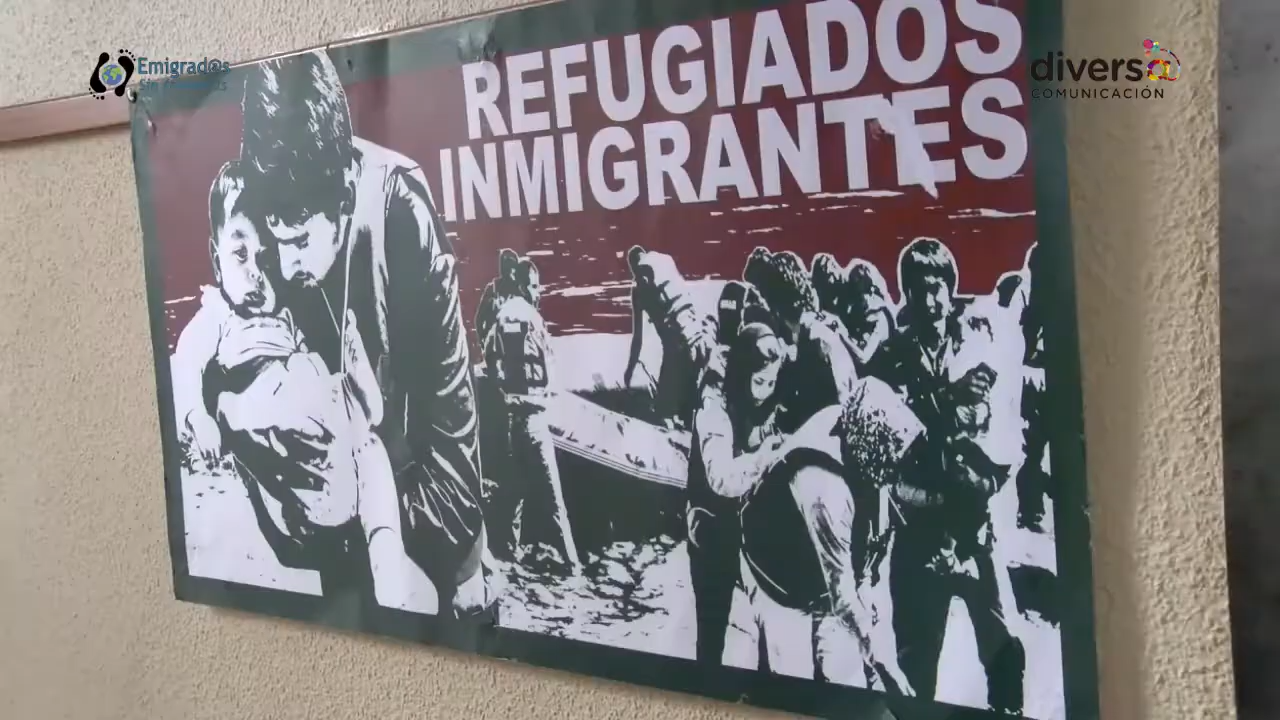 REFUGIADOS
INMIGRANTES
Emigrad@s
divers@
COMUNICACIÓN